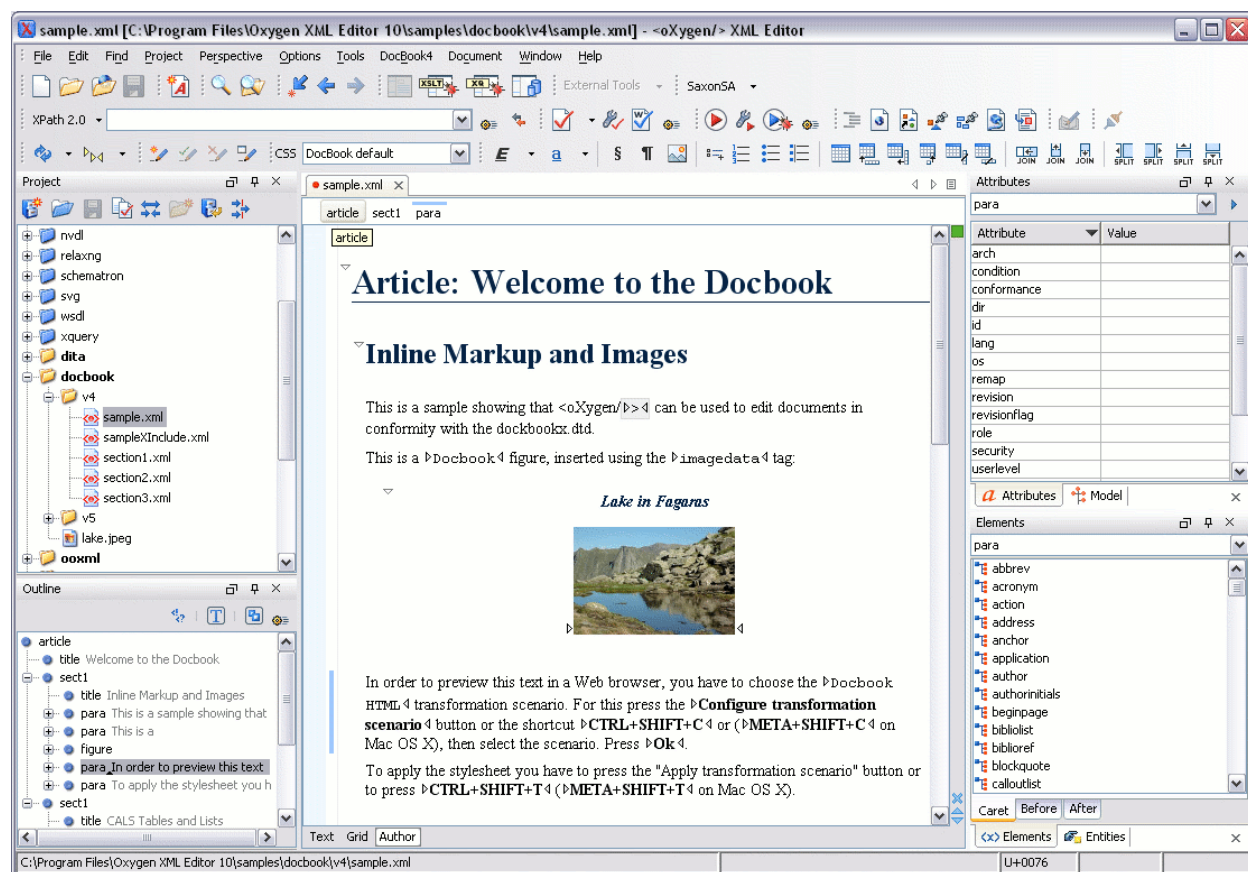 sample.xml [C:\Program Files\Oxygen XML Editor 10\samples\docbook\v4\sample.xml] - <oXygen/> XML Editor
File Edit Find Project Perspective Options Tools DocBook4 Document Window Help
XSLT XQ External Tools SaxonSA
XPath 2.0
CSS DocBook default E a § ¶ JOIN JOIN JOIN SPLIT SPLIT SPLIT SPLIT
Project
nvdl
relaxng
schematron
svg
wsdl
xquery
dita
docbook
v4
sample.xml
sampleXInclude.xml
section1.xml
section2.xml
section3.xml
v5
lake.jpeg
ooxml
Outline
T
article
title Welcome to the Docbook
sect1
title Inline Markup and Images
para This is a sample showing that
para This is a
figure
para In order to preview this text
para To apply the stylesheet you h
sect1
title CALS Tables and Lists
sample.xml
article sect1 para
article
Article: Welcome to the Docbook
Inline Markup and Images
This is a sample showing that <oXygen/> can be used to edit documents in
conformity with the dockbookx.dtd.
This is a Docbook figure, inserted using the imagedata tag:
Lake in Fagaras
In order to preview this text in a Web browser, you have to choose the Docbook
HTML transformation scenario. For this press the Configure transformation
scenario button or the shortcut CTRL+SHIFT+C or (META+SHIFT+C on
Mac OS X), then select the scenario. Press Ok.
To apply the stylesheet you have to press the "Apply transformation scenario" button or
to press CTRL+SHIFT+T (META+SHIFT+T on Mac OS X).
Text Grid Author
Attributes
para
Attribute Value
arch
condition
conformance
dir
id
lang
os
remap
revision
revisionflag
role
security
userlevel
Attributes Model
Elements
para
abbrev
acronym
action
address
anchor
application
author
authorinitials
beginpage
bibliolist
biblioref
blockquote
calloutlist
Caret Before After
Elements Entities
C:\Program Files\Oxygen XML Editor 10\samples\docbook\v4\sample.xml U+0076